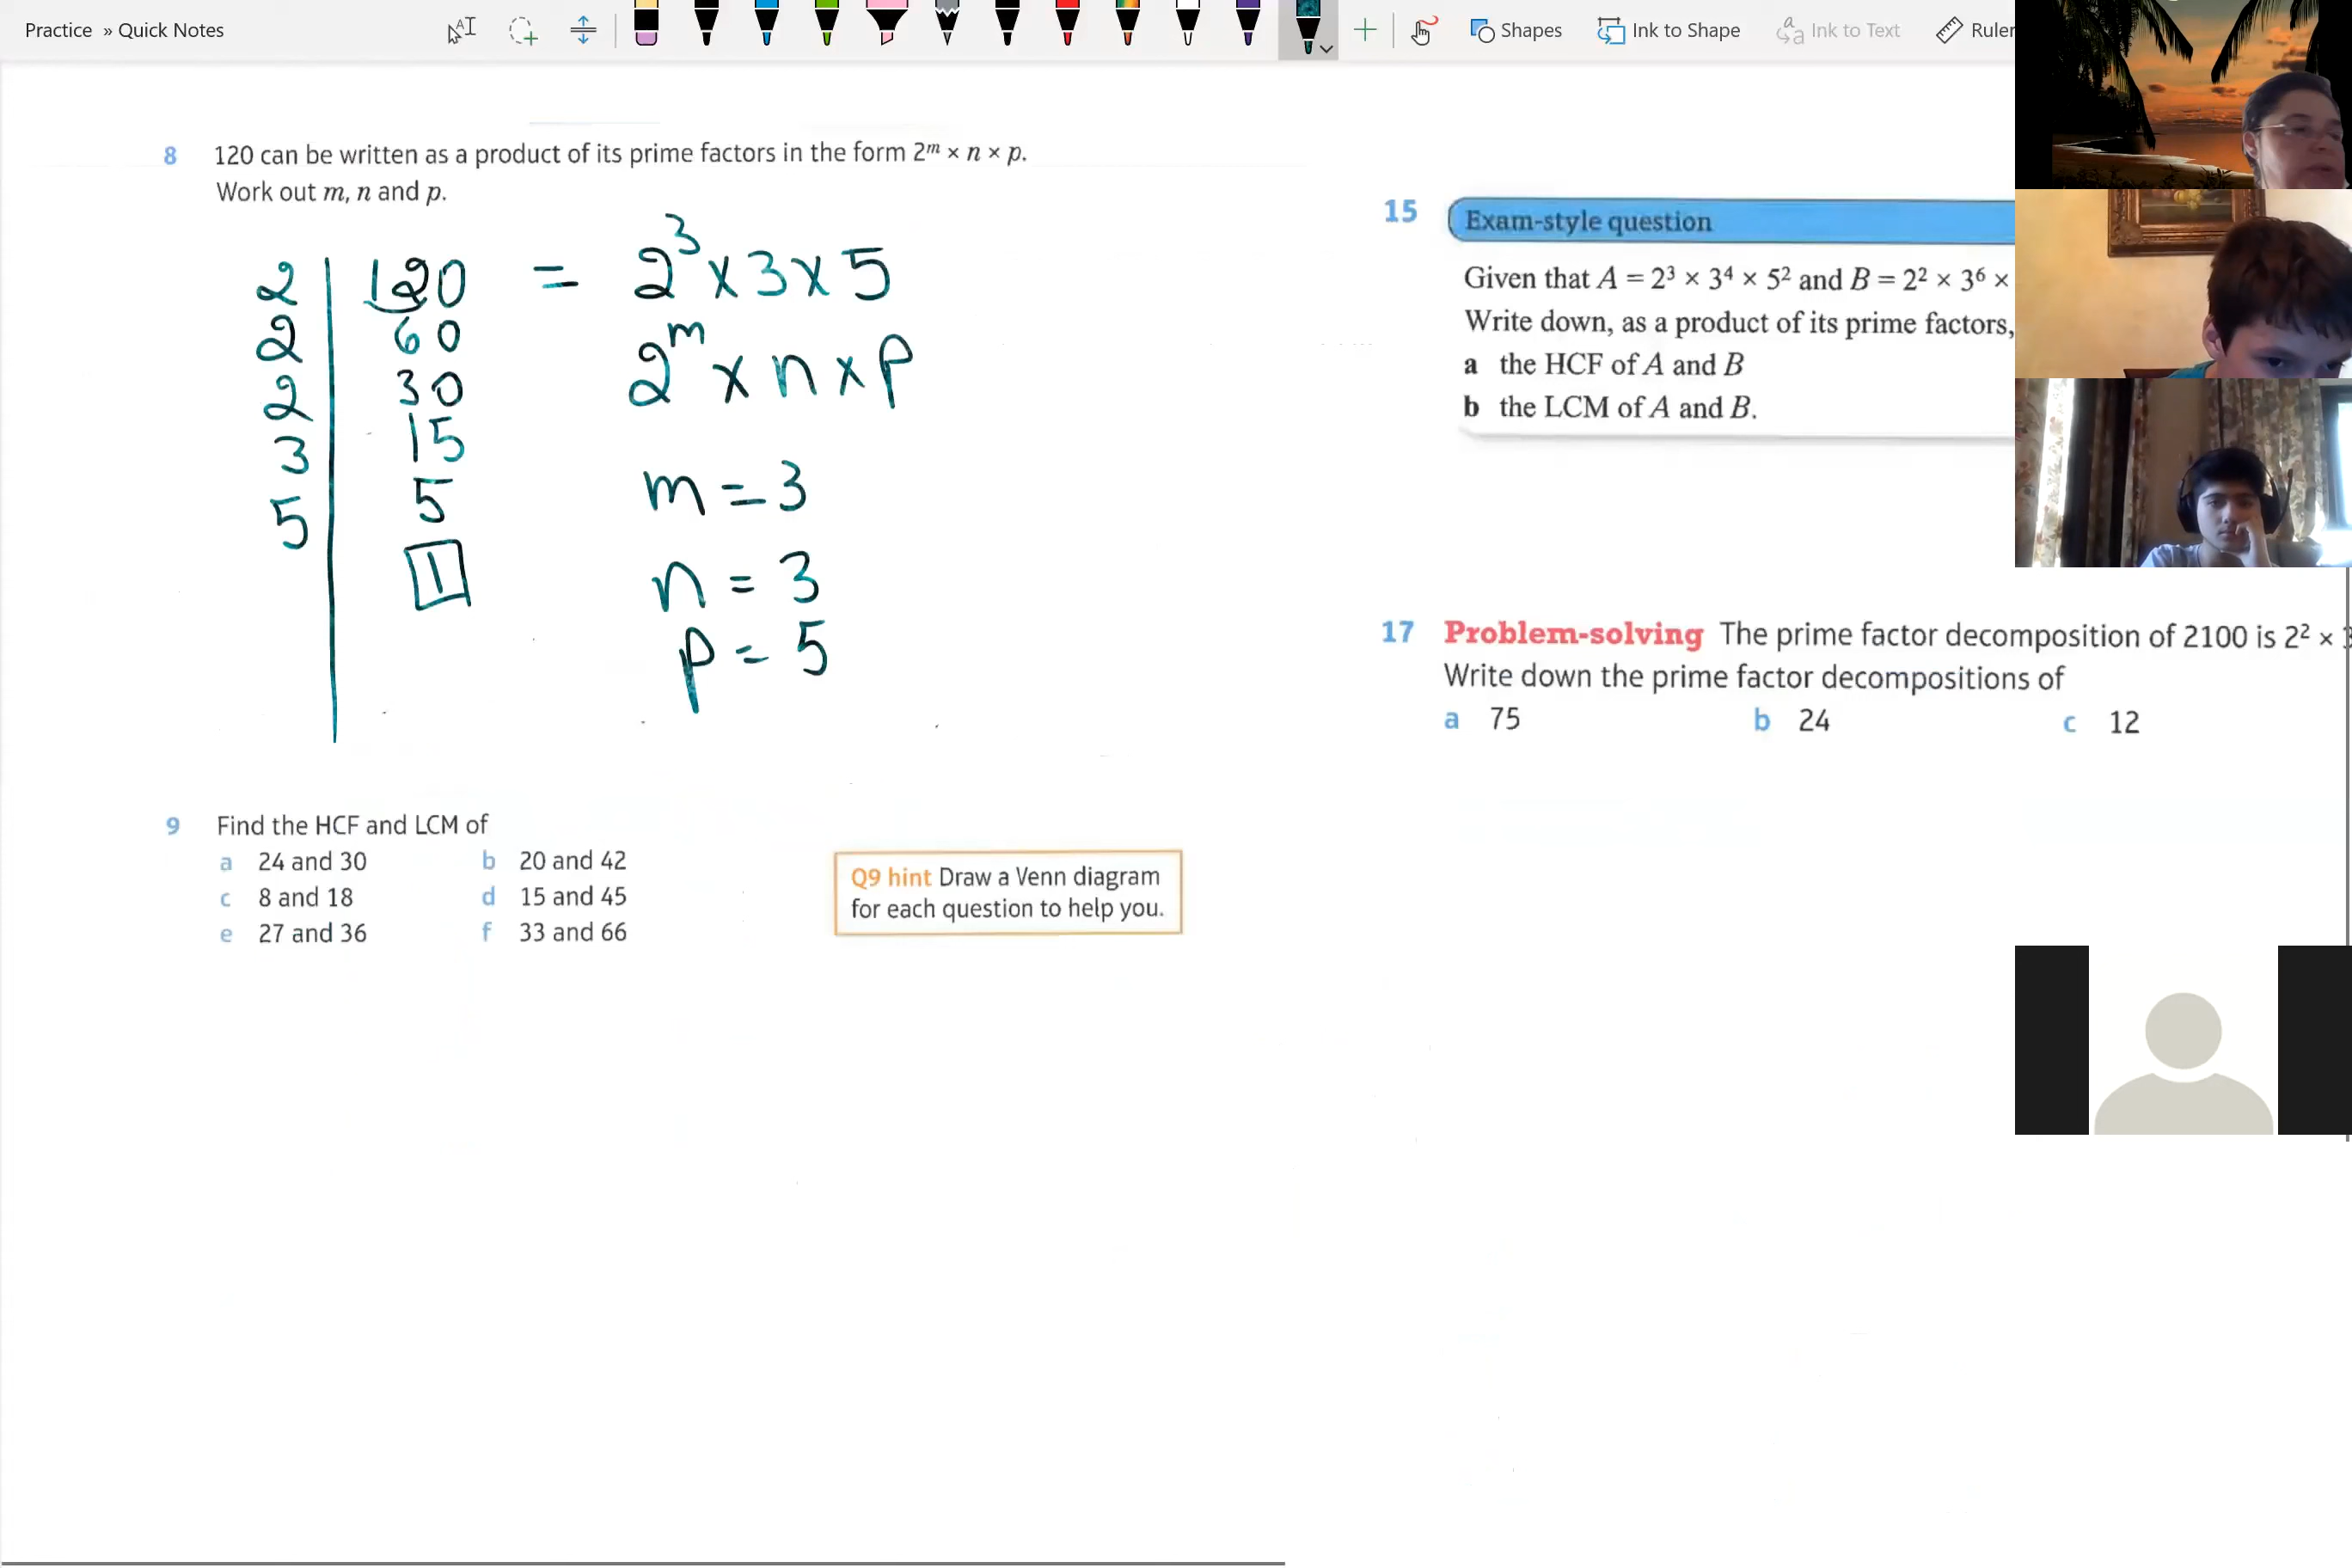 Practice » Quick Notes
Shapes Ink to Shape Ink to Text Ruler
8 120 can be written as a product of its prime factors in the form 2ᵐ × n × p.
Work out m, n and p.
2 | 120 = 2³ × 3 × 5
2 | 60
2ᵐ × n × p
2 | 30
3 | 15
m = 3
5 | 5
1
n = 3
p = 5
9 Find the HCF and LCM of
a 24 and 30 b 20 and 42
c 8 and 18 d 15 and 45
e 27 and 36 f 33 and 66
Q9 hint Draw a Venn diagram
for each question to help you.
15 Exam-style question
Given that A = 2³ × 3⁴ × 5² and B = 2² × 3⁶ ×
Write down, as a product of its prime factors,
a the HCF of A and B
b the LCM of A and B.
17 Problem-solving The prime factor decomposition of 2100 is 2² ×
Write down the prime factor decompositions of
a 75 b 24 c 12